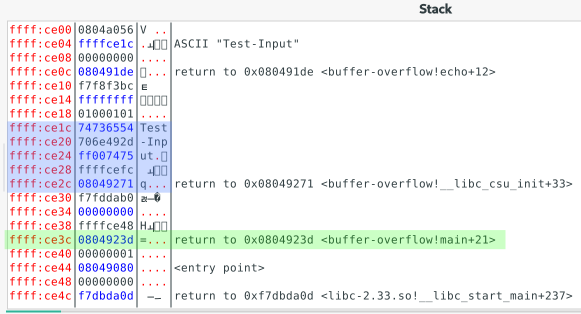 Stack
ffff:ce00 0804a056 V ..
ffff:ce04 ffffce1c ASCII "Test-Input"
ffff:ce08 00000000 ....
ffff:ce0c 080491de ... return to 0x080491de <buffer-overflow!echo+12>
ffff:ce10 f7f8f3bc
ffff:ce14 ffffffff
ffff:ce18 01000101 ....
ffff:ce1c 74736554 Test
ffff:ce20 706e492d -Inp
ffff:ce24 ff007475 ut.
ffff:ce28 ffffcefc
ffff:ce2c 08049271 q... return to 0x08049271 <buffer-overflow!__libc_csu_init+33>
ffff:ce30 f7fddab0
ffff:ce34 00000000 ....
ffff:ce38 ffffce48 H
ffff:ce3c 0804923d =... return to 0x0804923d <buffer-overflow!main+21>
ffff:ce40 00000001 ....
ffff:ce44 08049080 .... <entry point>
ffff:ce48 00000000 ....
ffff:ce4c f7dbda0d return to 0xf7dbda0d <libc-2.33.so!__libc_start_main+237>